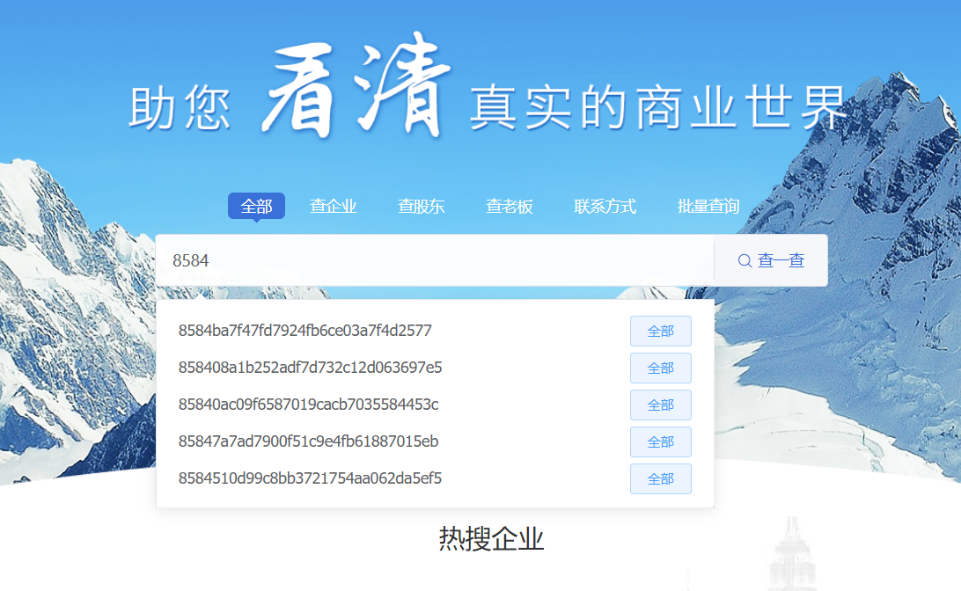 助您 看清 真实的商业世界
全部 查企业 查股东 查老板 联系方式 批量查询
8584 查一查
8584ba7f47fd7924fb6ce03a7f4d2577 全部
858408a1b252adf7d732c12d063697e5 全部
85840ac09f6587019cacb7035584453c 全部
85847a7ad7900f51c9e4fb61887015eb 全部
8584510d99c8bb3721754aa062da5ef5 全部
热搜企业